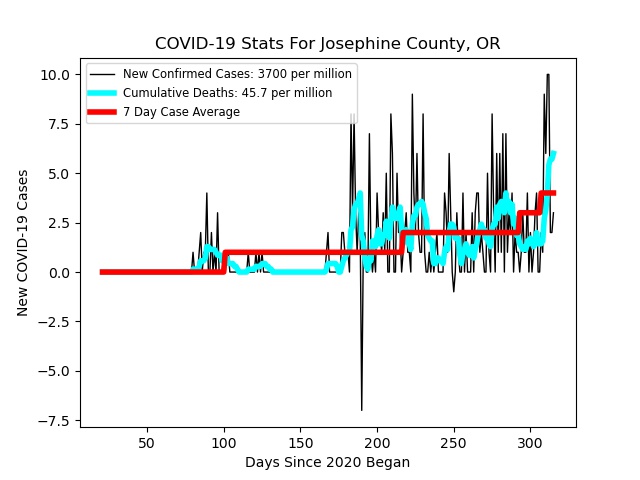 COVID-19 Stats For Josephine County, OR
New Confirmed Cases: 3700 per million
Cumulative Deaths: 45.7 per million
7 Day Case Average
New COVID-19 Cases
10.0
7.5
5.0
2.5
0.0
−2.5
−5.0
−7.5
50 100 150 200 250 300
Days Since 2020 Began